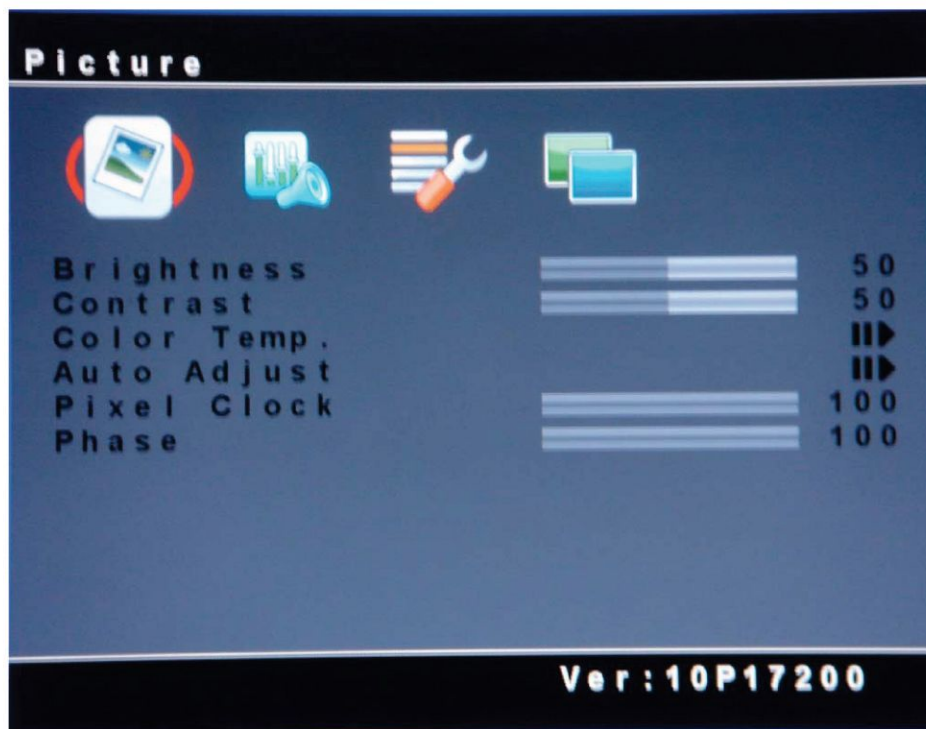 Picture
Brightness 50
Contrast 50
Color Temp.
Auto Adjust
Pixel Clock 100
Phase 100
Ver:10P17200